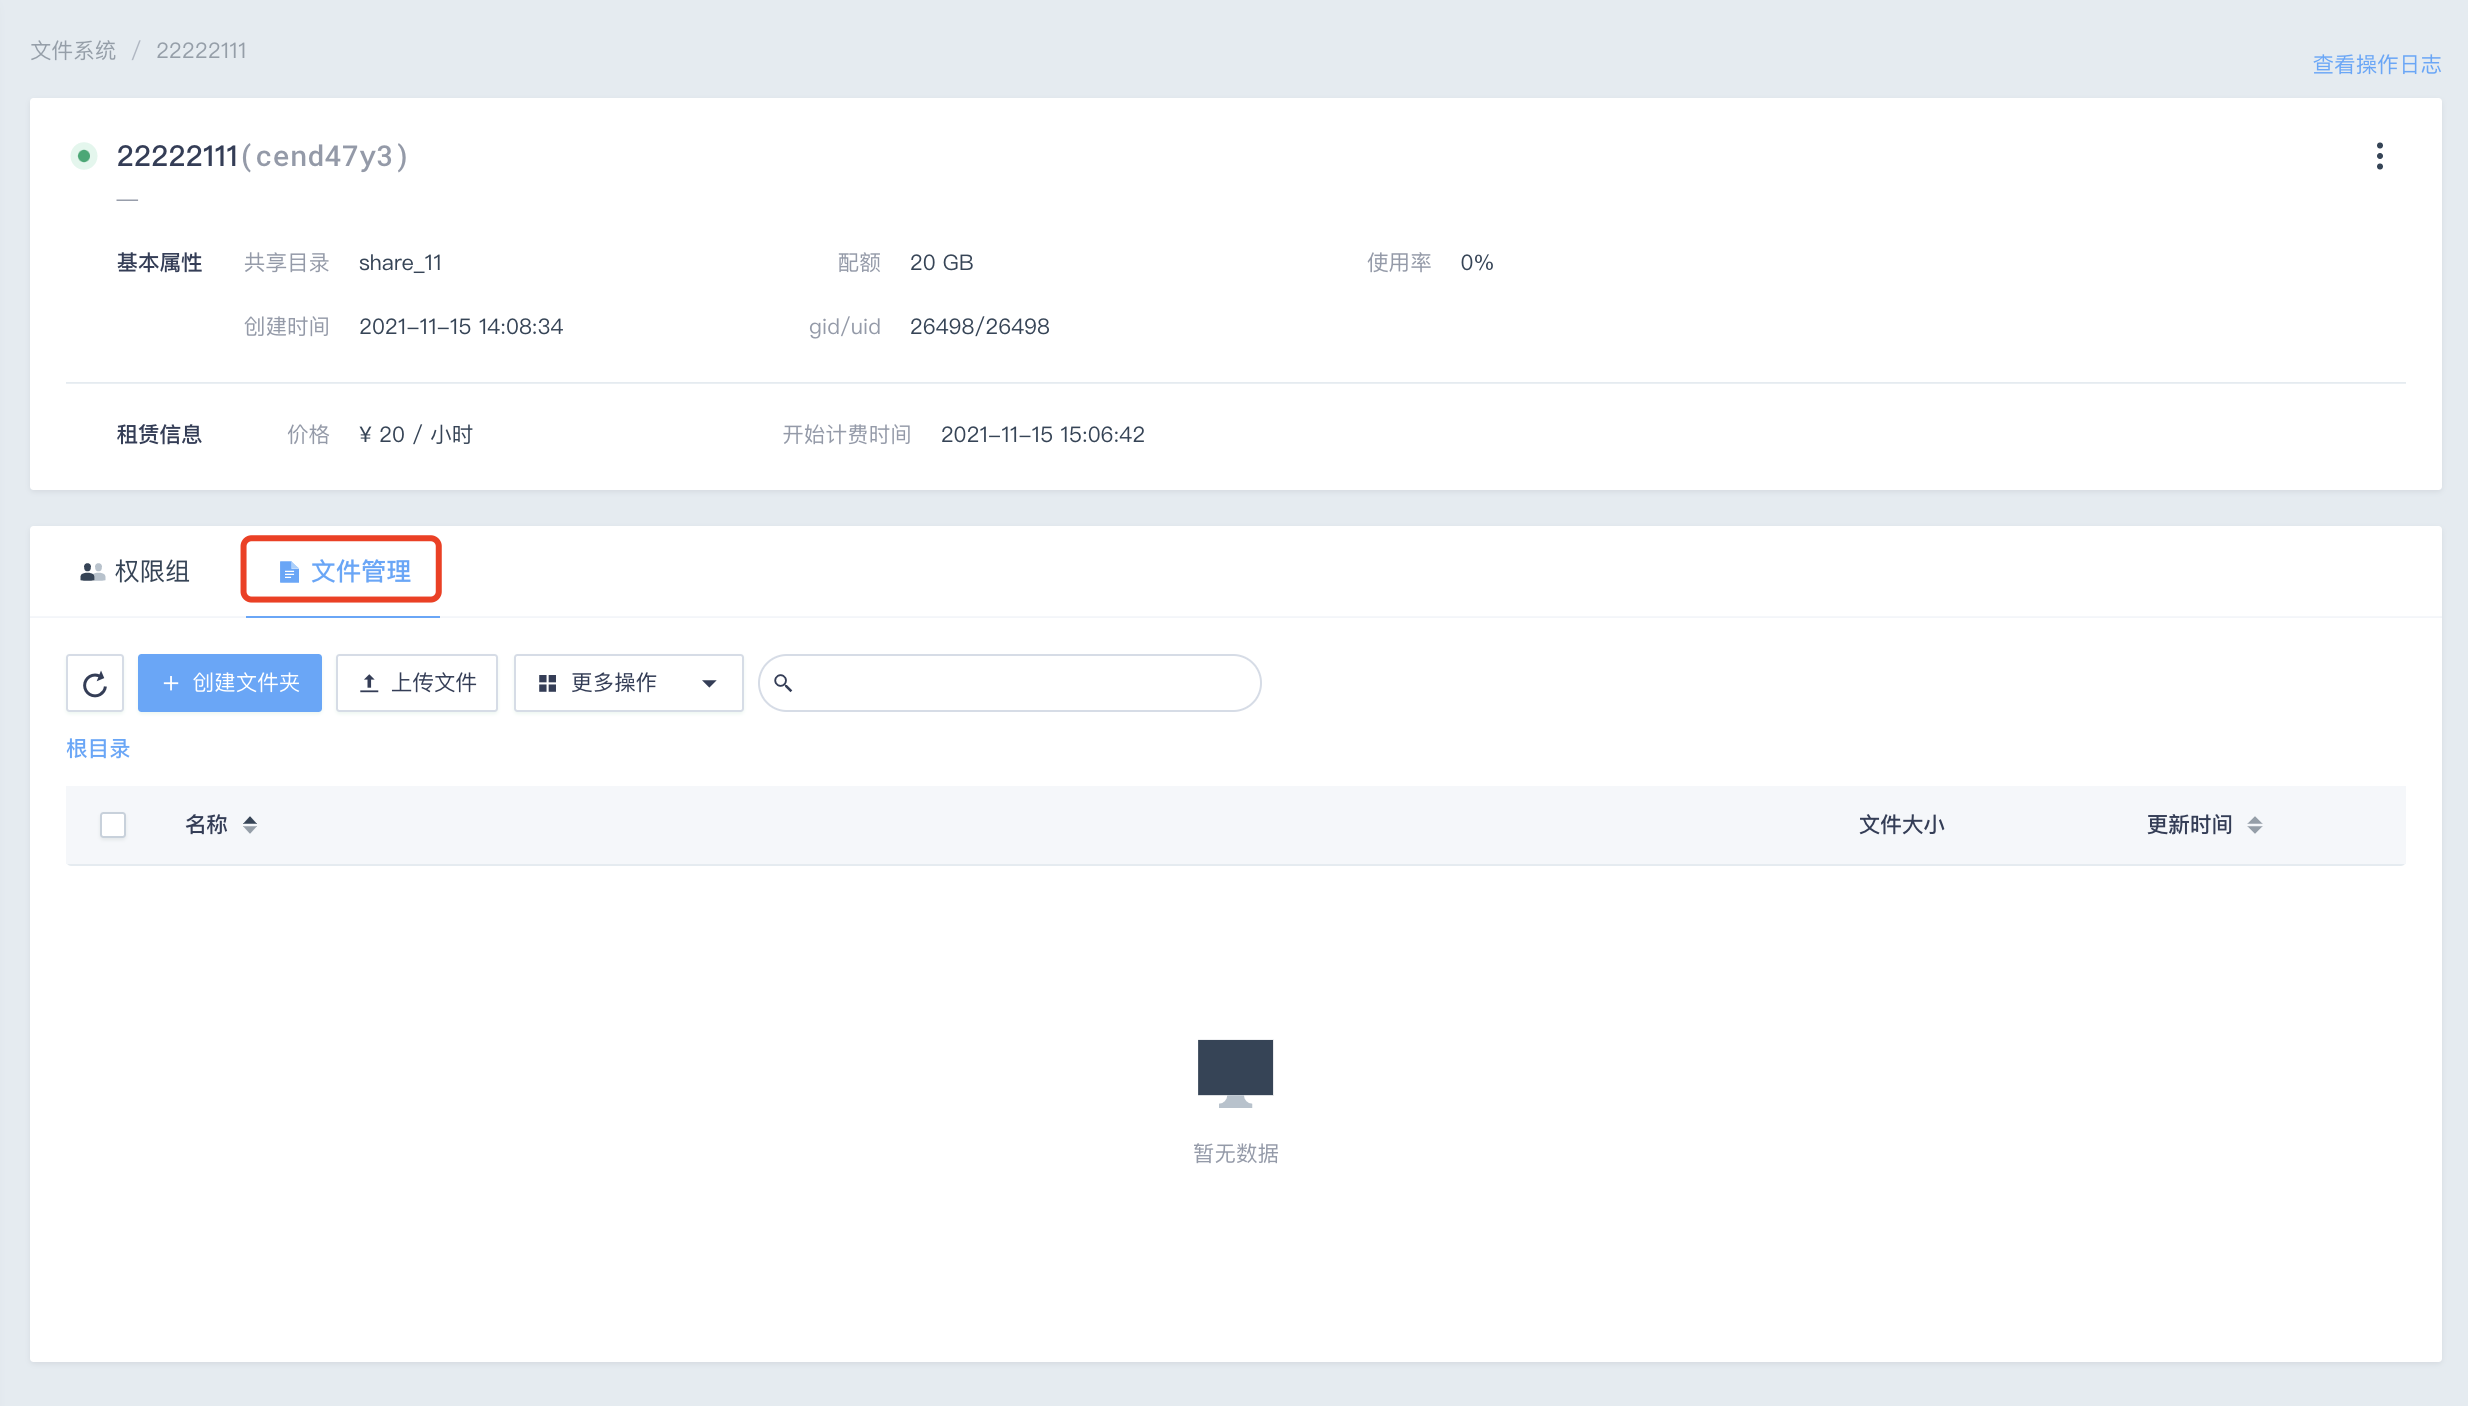 文件系统 / 22222111
查看操作日志
22222111(cend47y3)
—
基本属性 共享目录 share_11 配额 20 GB 使用率 0%
创建时间 2021-11-15 14:08:34 gid/uid 26498/26498
租赁信息 价格 ¥ 20 / 小时 开始计费时间 2021-11-15 15:06:42
权限组 文件管理
+ 创建文件夹 上传文件 更多操作
根目录
名称 文件大小 更新时间
暂无数据